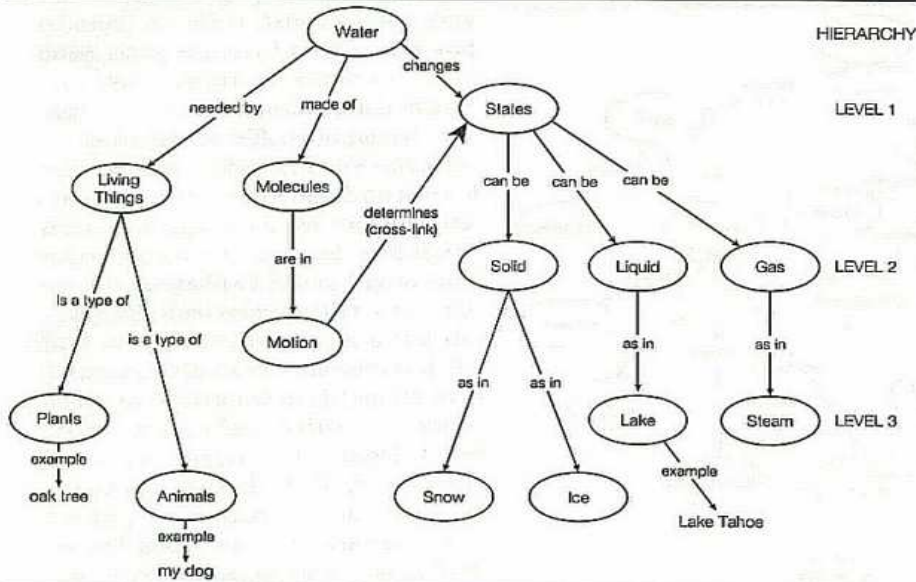 Water
HIERARCHY
changes
needed by
made of
States
LEVEL 1
Living
Things
Molecules
can be
can be
can be
determines
(cross-link)
are in
Solid
Liquid
Gas
LEVEL 2
is a type of
is a type of
Motion
as in
as in
as in
as in
Plants
Lake
Steam
LEVEL 3
example
example
oak tree
Animals
Snow
Ice
Lake Tahoe
example
my dog